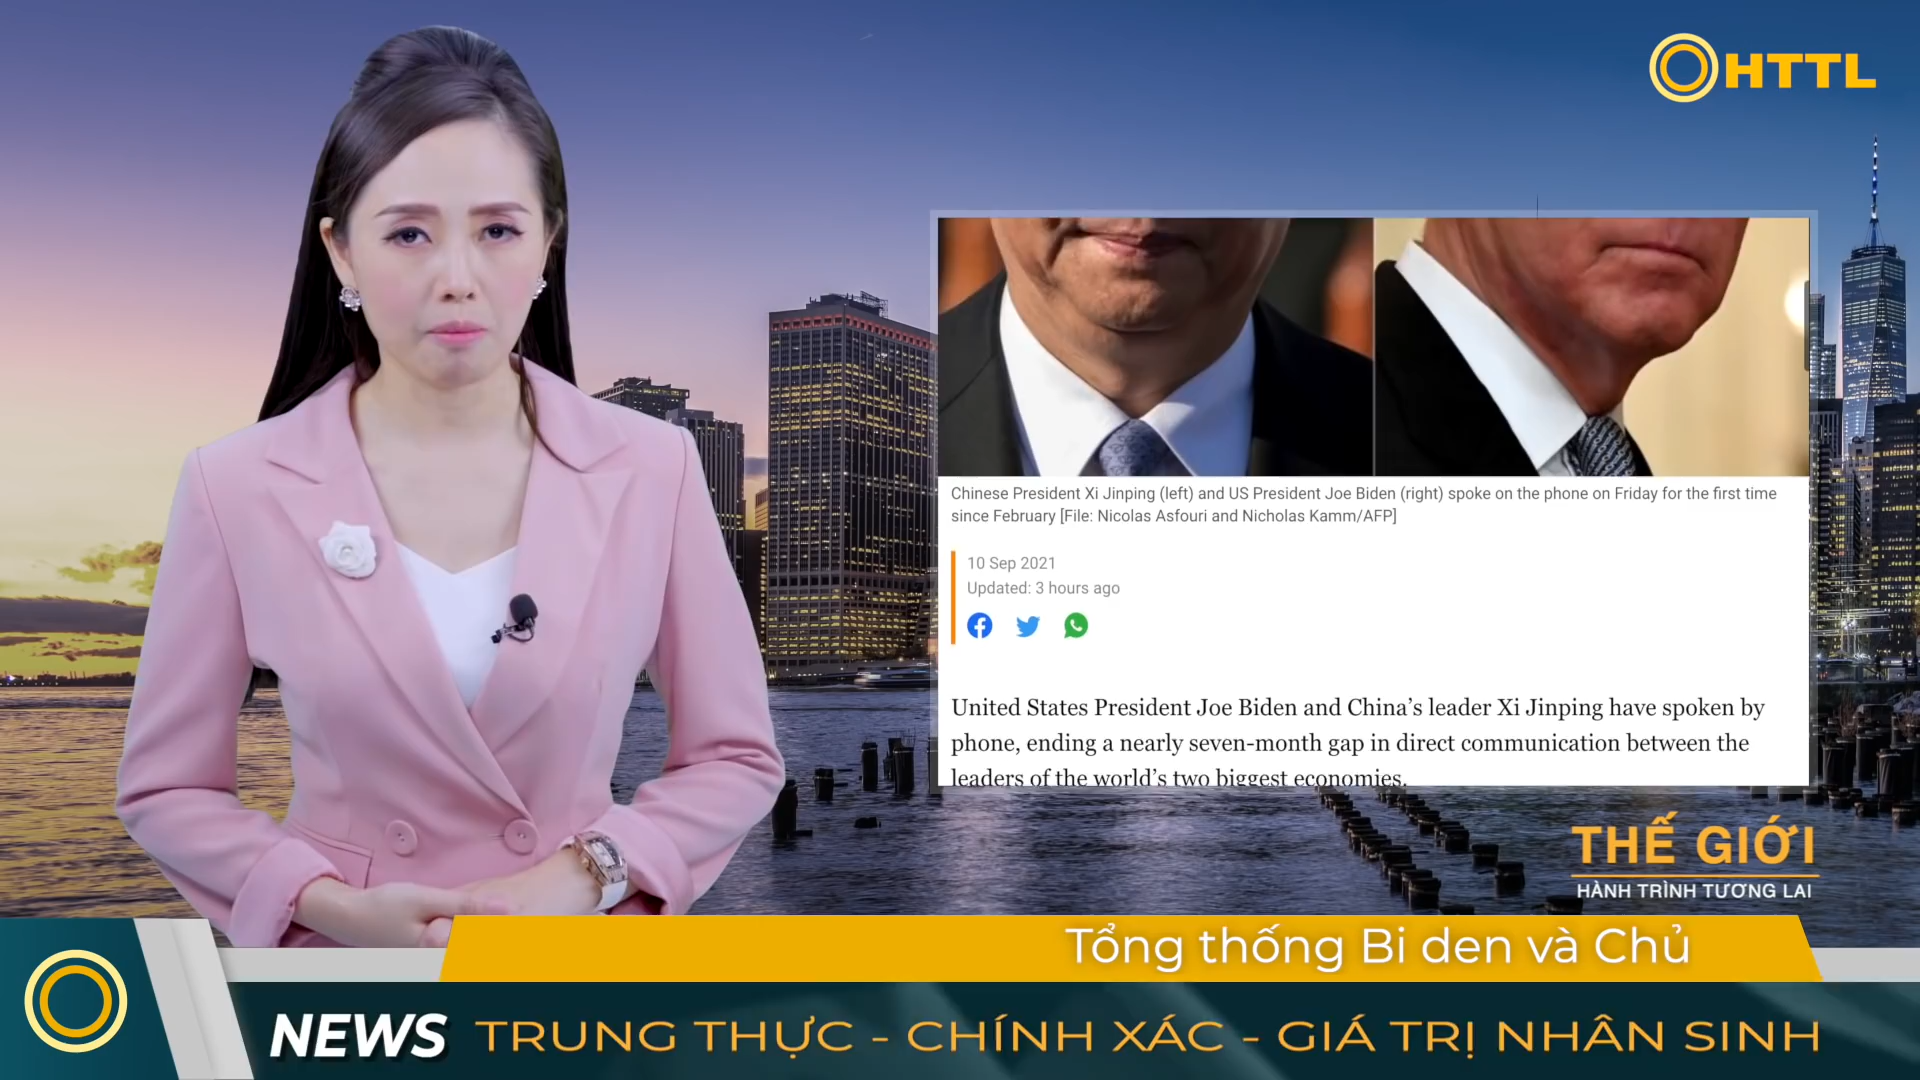 HTTL
Chinese President Xi Jinping (left) and US President Joe Biden (right) spoke on the phone on Friday for the first time
since February [File: Nicolas Asfouri and Nicholas Kamm/AFP]
10 Sep 2021
Updated: 3 hours ago
United States President Joe Biden and China’s leader Xi Jinping have spoken by
phone, ending a nearly seven-month gap in direct communication between the
leaders of the world’s two biggest economies.
THẾ GIỚI
HÀNH TRÌNH TƯƠNG LAI
Tổng thống Bi den và Chủ
NEWS TRUNG THỰC - CHÍNH XÁC - GIÁ TRỊ NHÂN SINH